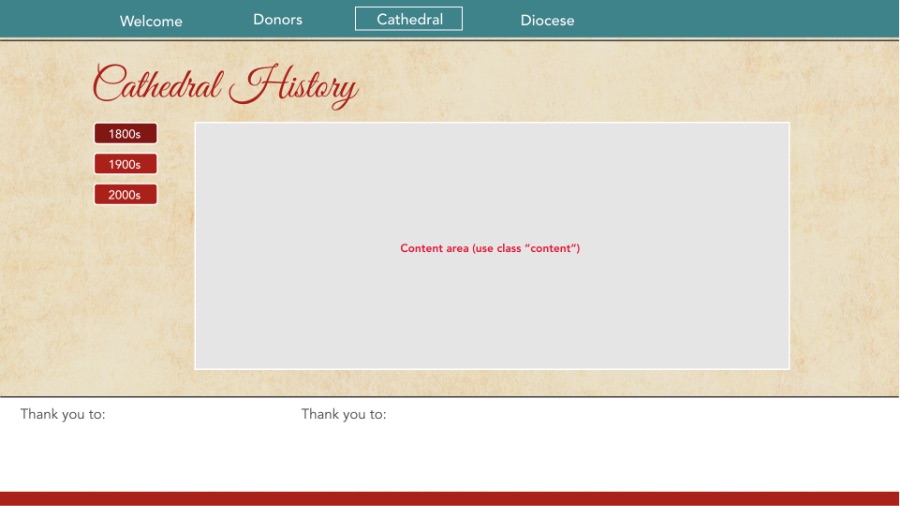 Welcome Donors Cathedral Diocese
Cathedral History
1800s
1900s
2000s
Content area (use class “content”)
Thank you to: Thank you to: